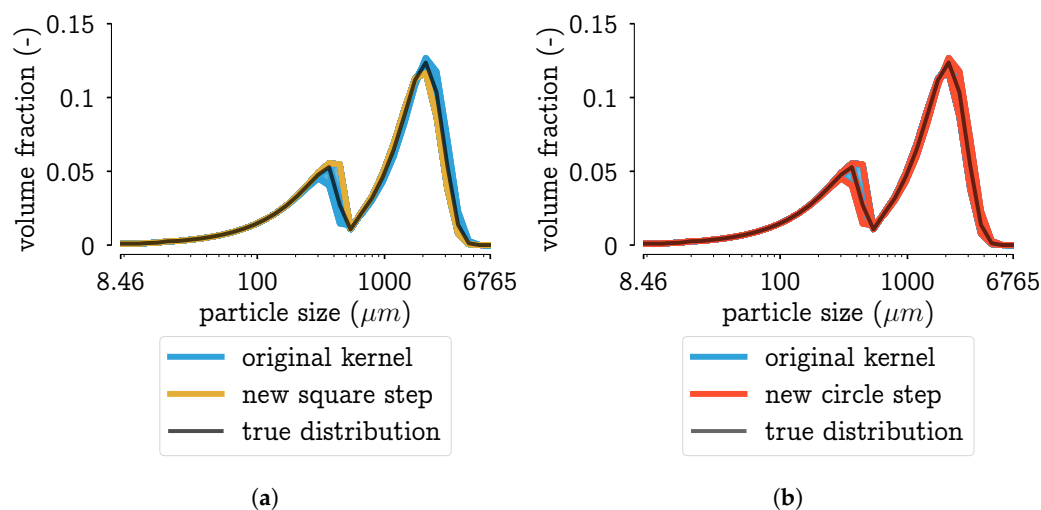 volume fraction (-)
0.15
0.1
0.05
0
8.46 100 1000 6765
particle size (μm)
original kernel
new square step
true distribution
(a)
volume fraction (-)
0.15
0.1
0.05
0
8.46 100 1000 6765
particle size (μm)
original kernel
new circle step
true distribution
(b)